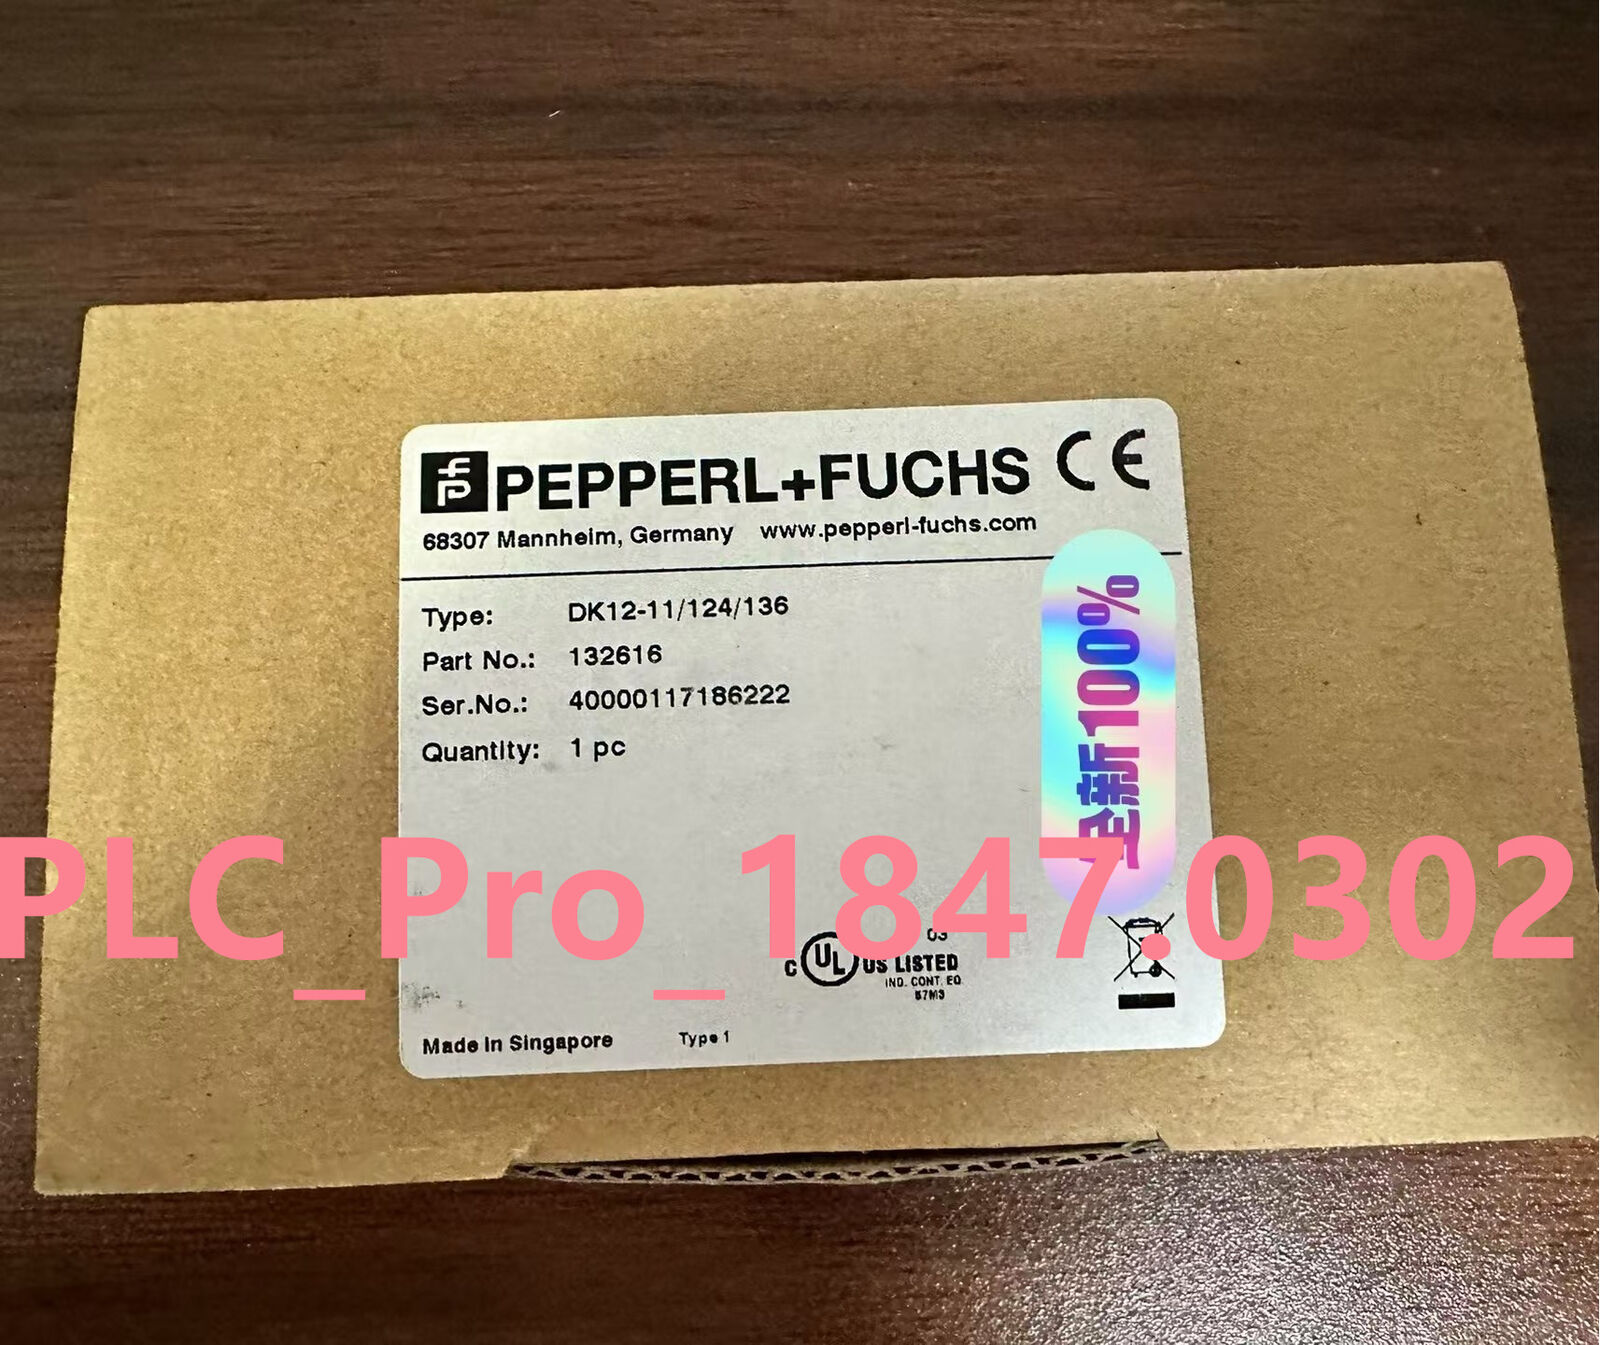 PEPPERL+FUCHS CE
68307 Mannheim, Germany www.pepperl-fuchs.com
Type: DK12-11/124/136
Part No.: 132616
Ser.No.: 40000117186222
Quantity: 1 pc
全新100%
PLC_Pro_1847.0302
C UL US LISTED
IND. CONT. EQ
57M3
Made in Singapore Type 1